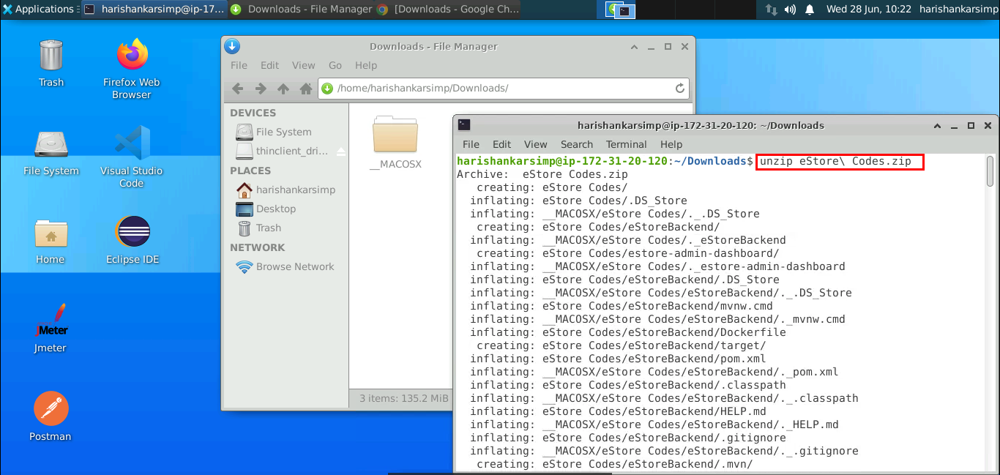 Applications
harishankarsimp@ip-17...
Downloads - File Manager
[Downloads - Google Ch...
Wed 28 Jun, 10:22
harishankarsimp
Trash
Firefox Web
Browser
File System
Visual Studio
Code
Home
Eclipse IDE
JMeter
Jmeter
Postman
Downloads - File Manager
File Edit View Go Help
/home/harishankarsimp/Downloads/
DEVICES
File System
thinclient_dri...
PLACES
harishankarsimp
Desktop
Trash
NETWORK
Browse Network
__MACOSX
3 items: 135.2 MiB
harishankarsimp@ip-172-31-20-120: ~/Downloads
File Edit View Search Terminal Help
harishankarsimp@ip-172-31-20-120:~/Downloads$ unzip eStore\ Codes.zip
Archive:  eStore Codes.zip
   creating: eStore Codes/
  inflating: eStore Codes/.DS_Store
  inflating: __MACOSX/eStore Codes/._.DS_Store
   creating: eStore Codes/eStoreBackend/
  inflating: __MACOSX/eStore Codes/._eStoreBackend
   creating: eStore Codes/estore-admin-dashboard/
  inflating: __MACOSX/eStore Codes/._estore-admin-dashboard
  inflating: eStore Codes/eStoreBackend/.DS_Store
  inflating: __MACOSX/eStore Codes/eStoreBackend/._.DS_Store
  inflating: eStore Codes/eStoreBackend/mvnw.cmd
  inflating: __MACOSX/eStore Codes/eStoreBackend/._mvnw.cmd
  inflating: eStore Codes/eStoreBackend/Dockerfile
   creating: eStore Codes/eStoreBackend/target/
  inflating: eStore Codes/eStoreBackend/pom.xml
  inflating: __MACOSX/eStore Codes/eStoreBackend/._pom.xml
  inflating: eStore Codes/eStoreBackend/.classpath
  inflating: __MACOSX/eStore Codes/eStoreBackend/._.classpath
  inflating: eStore Codes/eStoreBackend/HELP.md
  inflating: __MACOSX/eStore Codes/eStoreBackend/._HELP.md
  inflating: eStore Codes/eStoreBackend/.gitignore
  inflating: __MACOSX/eStore Codes/eStoreBackend/._.gitignore
   creating: eStore Codes/eStoreBackend/.mvn/